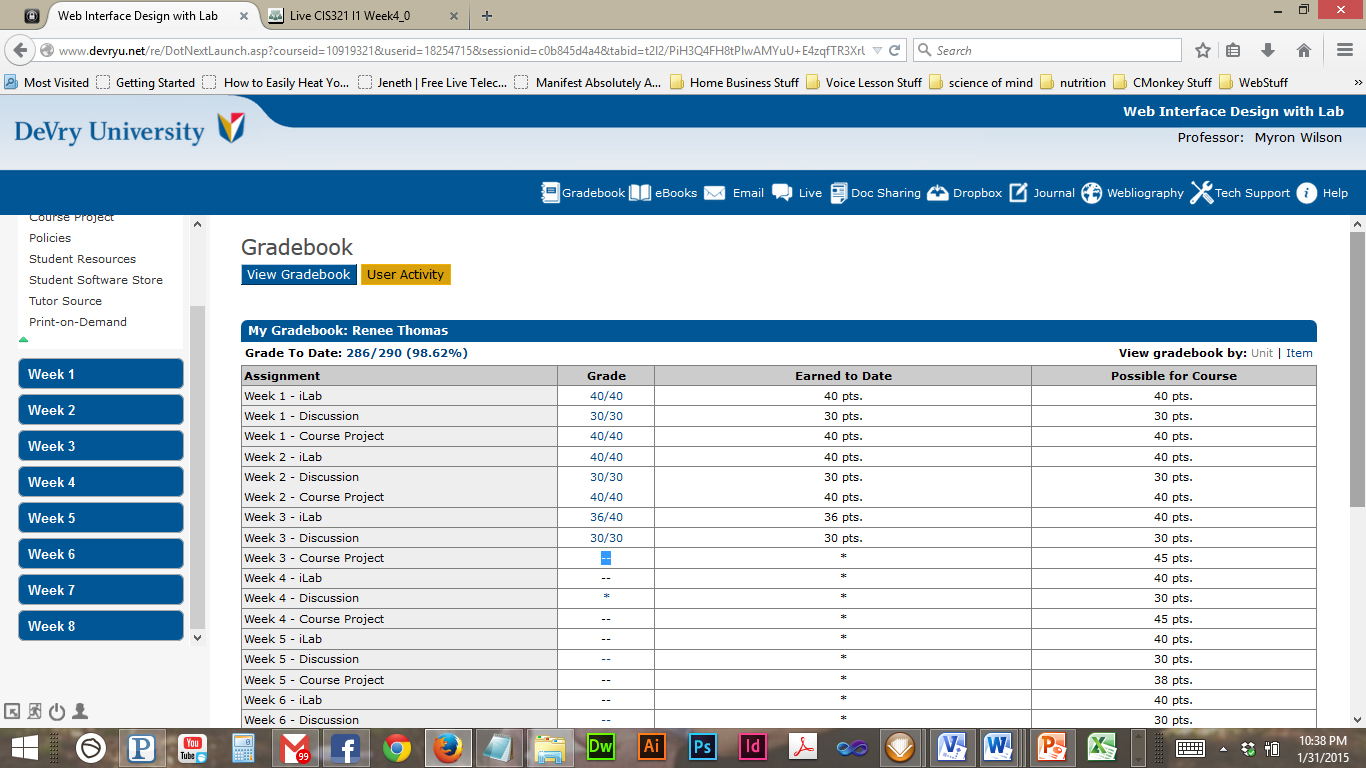 Web Interface Design with Lab
Live CIS321 I1 Week4_0
www.devryu.net/re/DotNextLaunch.asp?courseid=10919321&userid=18254715&sessionid=c0b845d4a4&tabid=t2l2/PiH3Q4FH8tPlwAMYuU+E4zqfTR3XrU
Search
Most Visited Getting Started How to Easily Heat Yo... Jeneth | Free Live Telec... Manifest Absolutely A... Home Business Stuff Voice Lesson Stuff science of mind nutrition CMonkey Stuff WebStuff
DeVry University
Web Interface Design with Lab
Professor: Myron Wilson
Gradebook eBooks Email Live Doc Sharing Dropbox Journal Webliography Tech Support Help
Course Project
Policies
Student Resources
Student Software Store
Tutor Source
Print-on-Demand
Week 1
Week 2
Week 3
Week 4
Week 5
Week 6
Week 7
Week 8
Gradebook
View Gradebook User Activity
My Gradebook: Renee Thomas
Grade To Date: 286/290 (98.62%) View gradebook by: Unit | Item
Assignment Grade Earned to Date Possible for Course
Week 1 - iLab 40/40 40 pts. 40 pts.
Week 1 - Discussion 30/30 30 pts. 30 pts.
Week 1 - Course Project 40/40 40 pts. 40 pts.
Week 2 - iLab 40/40 40 pts. 40 pts.
Week 2 - Discussion 30/30 30 pts. 30 pts.
Week 2 - Course Project 40/40 40 pts. 40 pts.
Week 3 - iLab 36/40 36 pts. 40 pts.
Week 3 - Discussion 30/30 30 pts. 30 pts.
Week 3 - Course Project -- * 45 pts.
Week 4 - iLab -- * 40 pts.
Week 4 - Discussion * * 30 pts.
Week 4 - Course Project -- * 45 pts.
Week 5 - iLab -- * 40 pts.
Week 5 - Discussion -- * 30 pts.
Week 5 - Course Project -- * 38 pts.
Week 6 - iLab -- * 40 pts.
Week 6 - Discussion -- * 30 pts.
P You Tube 99 f Dw Ai Ps Id V W P X
10:38 PM
1/31/2015